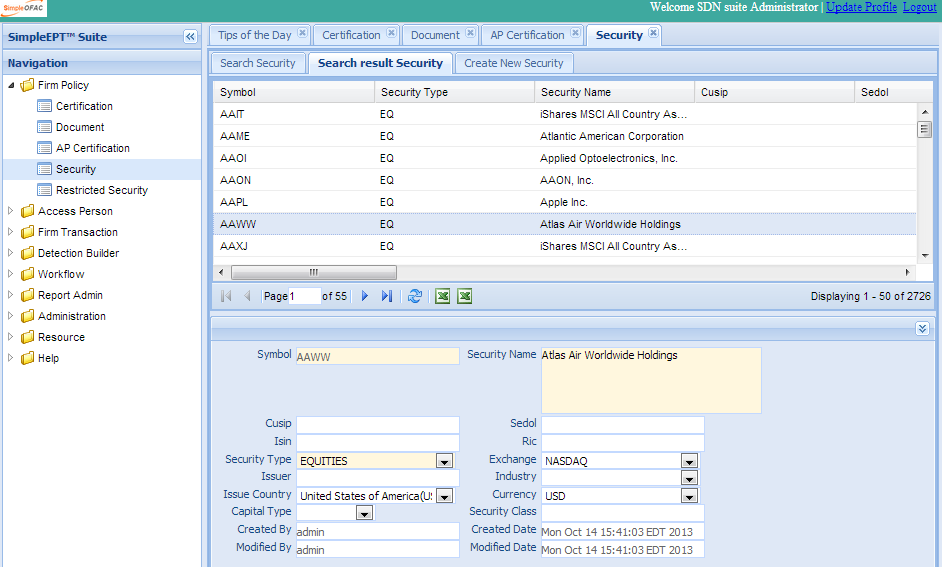 SimpleOFAC
Welcome SDN suite Administrator | Update Profile Logout
SimpleEPT™ Suite
Navigation
Firm Policy
Certification
Document
AP Certification
Security
Restricted Security
Access Person
Firm Transaction
Detection Builder
Workflow
Report Admin
Administration
Resource
Help
Tips of the Day Certification Document AP Certification Security
Search Security Search result Security Create New Security
Symbol Security Type Security Name Cusip Sedol
AAIT EQ iShares MSCI All Country As...
AAME EQ Atlantic American Corporation
AAOI EQ Applied Optoelectronics, Inc.
AAON EQ AAON, Inc.
AAPL EQ Apple Inc.
AAWW EQ Atlas Air Worldwide Holdings
AAXJ EQ iShares MSCI All Country As...
Page 1 of 55 Displaying 1 - 50 of 2726
Symbol AAWW Security Name Atlas Air Worldwide Holdings
Cusip Sedol
Isin Ric
Security Type EQUITIES Exchange NASDAQ
Issuer Industry
Issue Country United States of America(US Currency USD
Capital Type Security Class
Created By admin Created Date Mon Oct 14 15:41:03 EDT 2013
Modified By admin Modified Date Mon Oct 14 15:41:03 EDT 2013